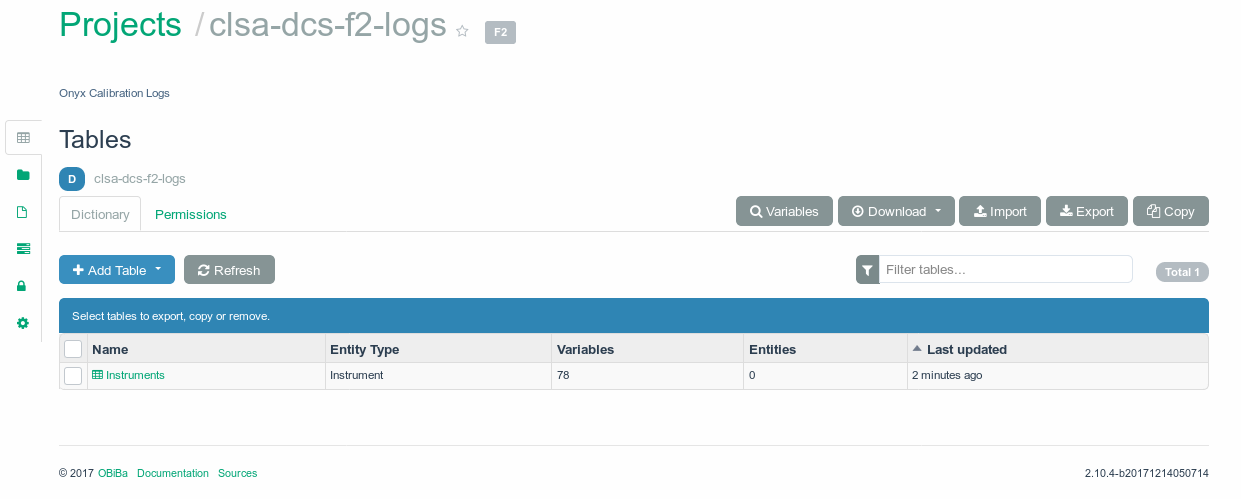 Projects / clsa-dcs-f2-logs F2
Onyx Calibration Logs
Tables
D clsa-dcs-f2-logs
Dictionary Permissions Variables Download Import Export Copy
Add Table Refresh Filter tables... Total 1
Select tables to export, copy or remove.
Name Entity Type Variables Entities Last updated
Instruments Instrument 78 0 2 minutes ago
© 2017 OBiBa Documentation Sources 2.10.4-b20171214050714